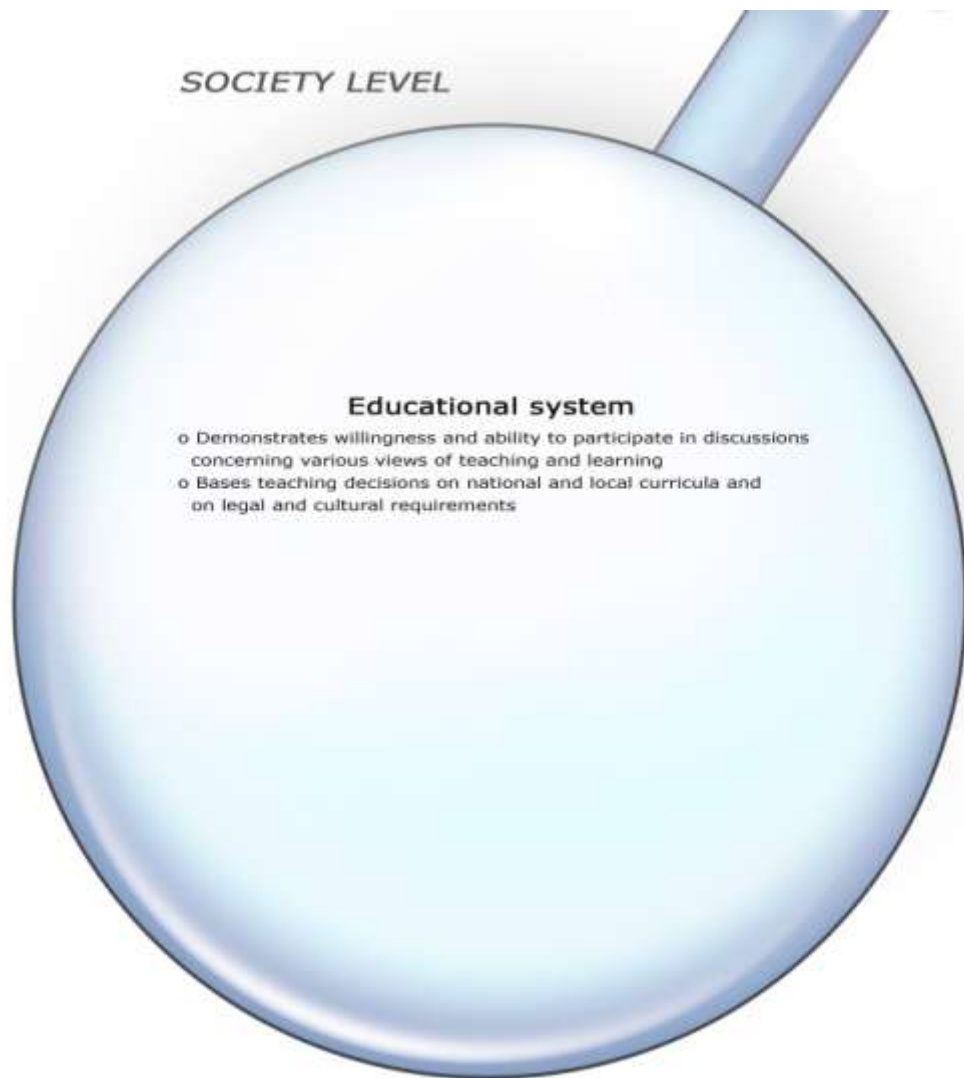 SOCIETY LEVEL
Educational system
o Demonstrates willingness and ability to participate in discussions
concerning various views of teaching and learning
o Bases teaching decisions on national and local curricula and
on legal and cultural requirements